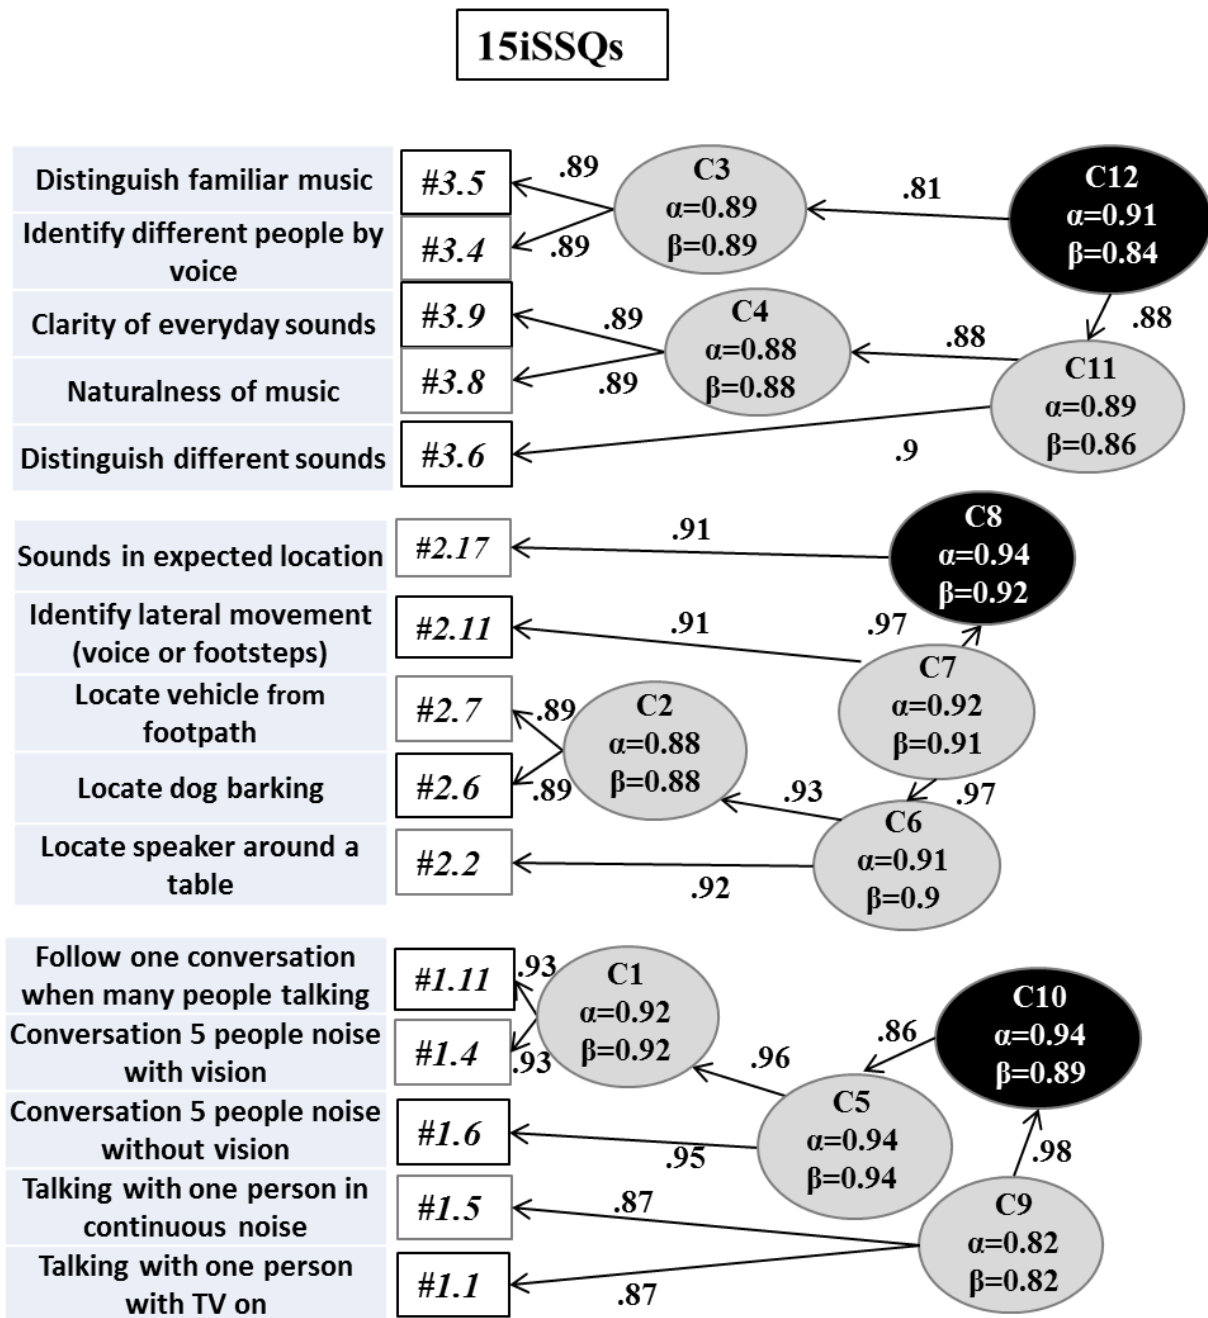 15iSSQs
Distinguish familiar music
#3.5
.89
C3
α=0.89
β=0.89
.81
C12
α=0.91
β=0.84
Identify different people by
voice
#3.4
.89
Clarity of everyday sounds
#3.9
.89
C4
α=0.88
β=0.88
.88
.88
C11
α=0.89
β=0.86
Naturalness of music
#3.8
.89
Distinguish different sounds
#3.6
.9
Sounds in expected location
#2.17
.91
C8
α=0.94
β=0.92
Identify lateral movement
(voice or footsteps)
#2.11
.91
.97
C7
α=0.92
β=0.91
Locate vehicle from
footpath
#2.7
.89
C2
α=0.88
β=0.88
Locate dog barking
#2.6
.89
.93
.97
C6
α=0.91
β=0.9
Locate speaker around a
table
#2.2
.92
Follow one conversation
when many people talking
#1.11
.93
C1
α=0.92
β=0.92
C10
α=0.94
β=0.89
Conversation 5 people noise
with vision
#1.4
.93
.96
.86
C5
α=0.94
β=0.94
Conversation 5 people noise
without vision
#1.6
.95
.98
Talking with one person in
continuous noise
#1.5
.87
C9
α=0.82
β=0.82
Talking with one person
with TV on
#1.1
.87